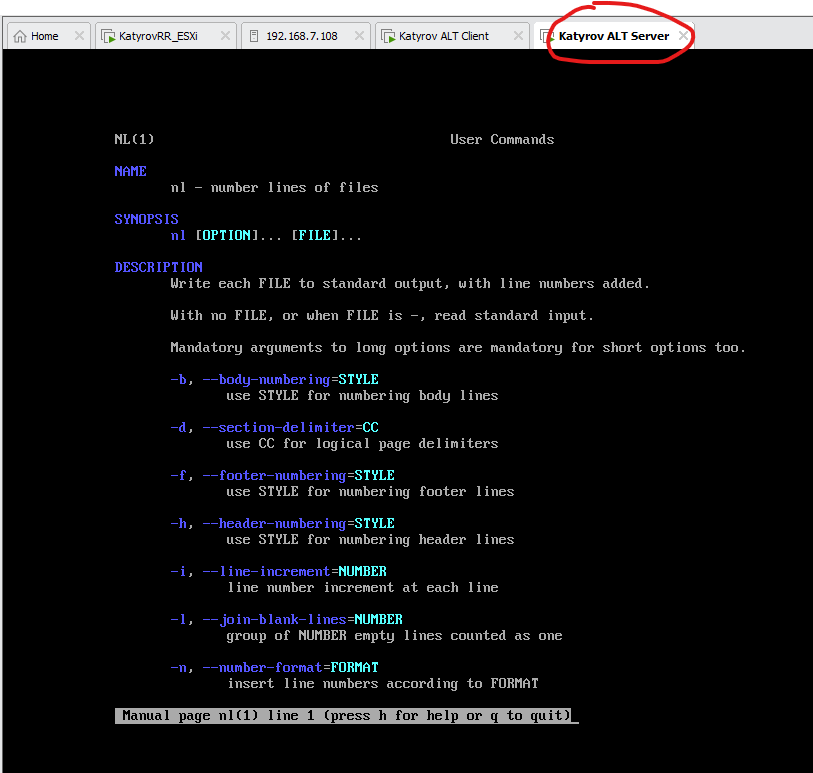 Home KatyrovRR_ESXi 192.168.7.108 Katyrov ALT Client Katyrov ALT Server
NL(1) User Commands
NAME
nl - number lines of files
SYNOPSIS
nl [OPTION]... [FILE]...
DESCRIPTION
Write each FILE to standard output, with line numbers added.
With no FILE, or when FILE is -, read standard input.
Mandatory arguments to long options are mandatory for short options too.
-b, --body-numbering=STYLE
use STYLE for numbering body lines
-d, --section-delimiter=CC
use CC for logical page delimiters
-f, --footer-numbering=STYLE
use STYLE for numbering footer lines
-h, --header-numbering=STYLE
use STYLE for numbering header lines
-i, --line-increment=NUMBER
line number increment at each line
-l, --join-blank-lines=NUMBER
group of NUMBER empty lines counted as one
-n, --number-format=FORMAT
insert line numbers according to FORMAT
Manual page nl(1) line 1 (press h for help or q to quit)